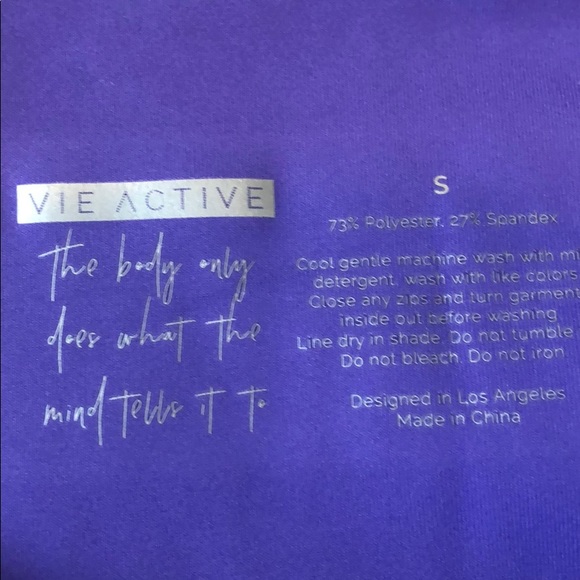 VIE ACTIVE
the body only
does what the
mind tells it to
S
73% Polyester. 27% Spandex
Cool gentle machine wash with
detergent. wash with like colors
Close any zips and turn garment
inside out before washing
Line dry in shade. Do not tumble
Do not bleach. Do not iron
Designed in Los Angeles
Made in China